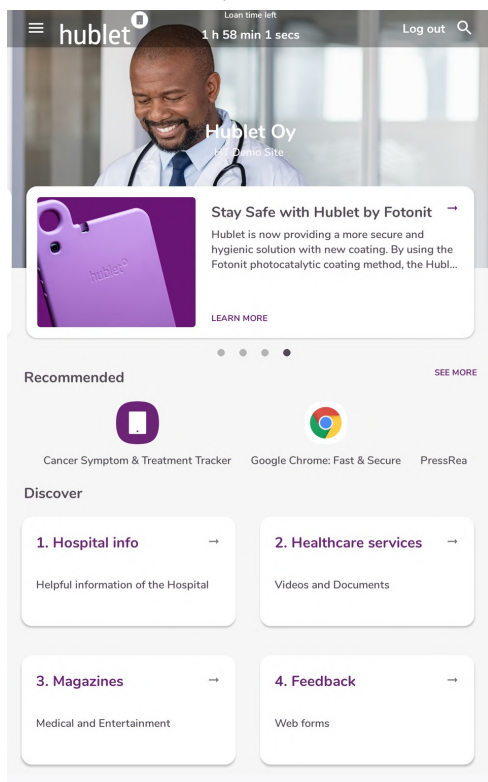 Loan time left
hublet
1 h 58 min 1 secs
Log out
Hublet Oy
HT Demo Site
hublet
Stay Safe with Hublet by Fotonit
Hublet is now providing a more secure and
hygienic solution with new coating. By using the
Fotonit photocatalytic coating method, the Hubl...
LEARN MORE
Recommended
SEE MORE
Cancer Symptom & Treatment Tracker
Google Chrome: Fast & Secure
PressRea
Discover
1. Hospital info
Helpful information of the Hospital
2. Healthcare services
Videos and Documents
3. Magazines
Medical and Entertainment
4. Feedback
Web forms